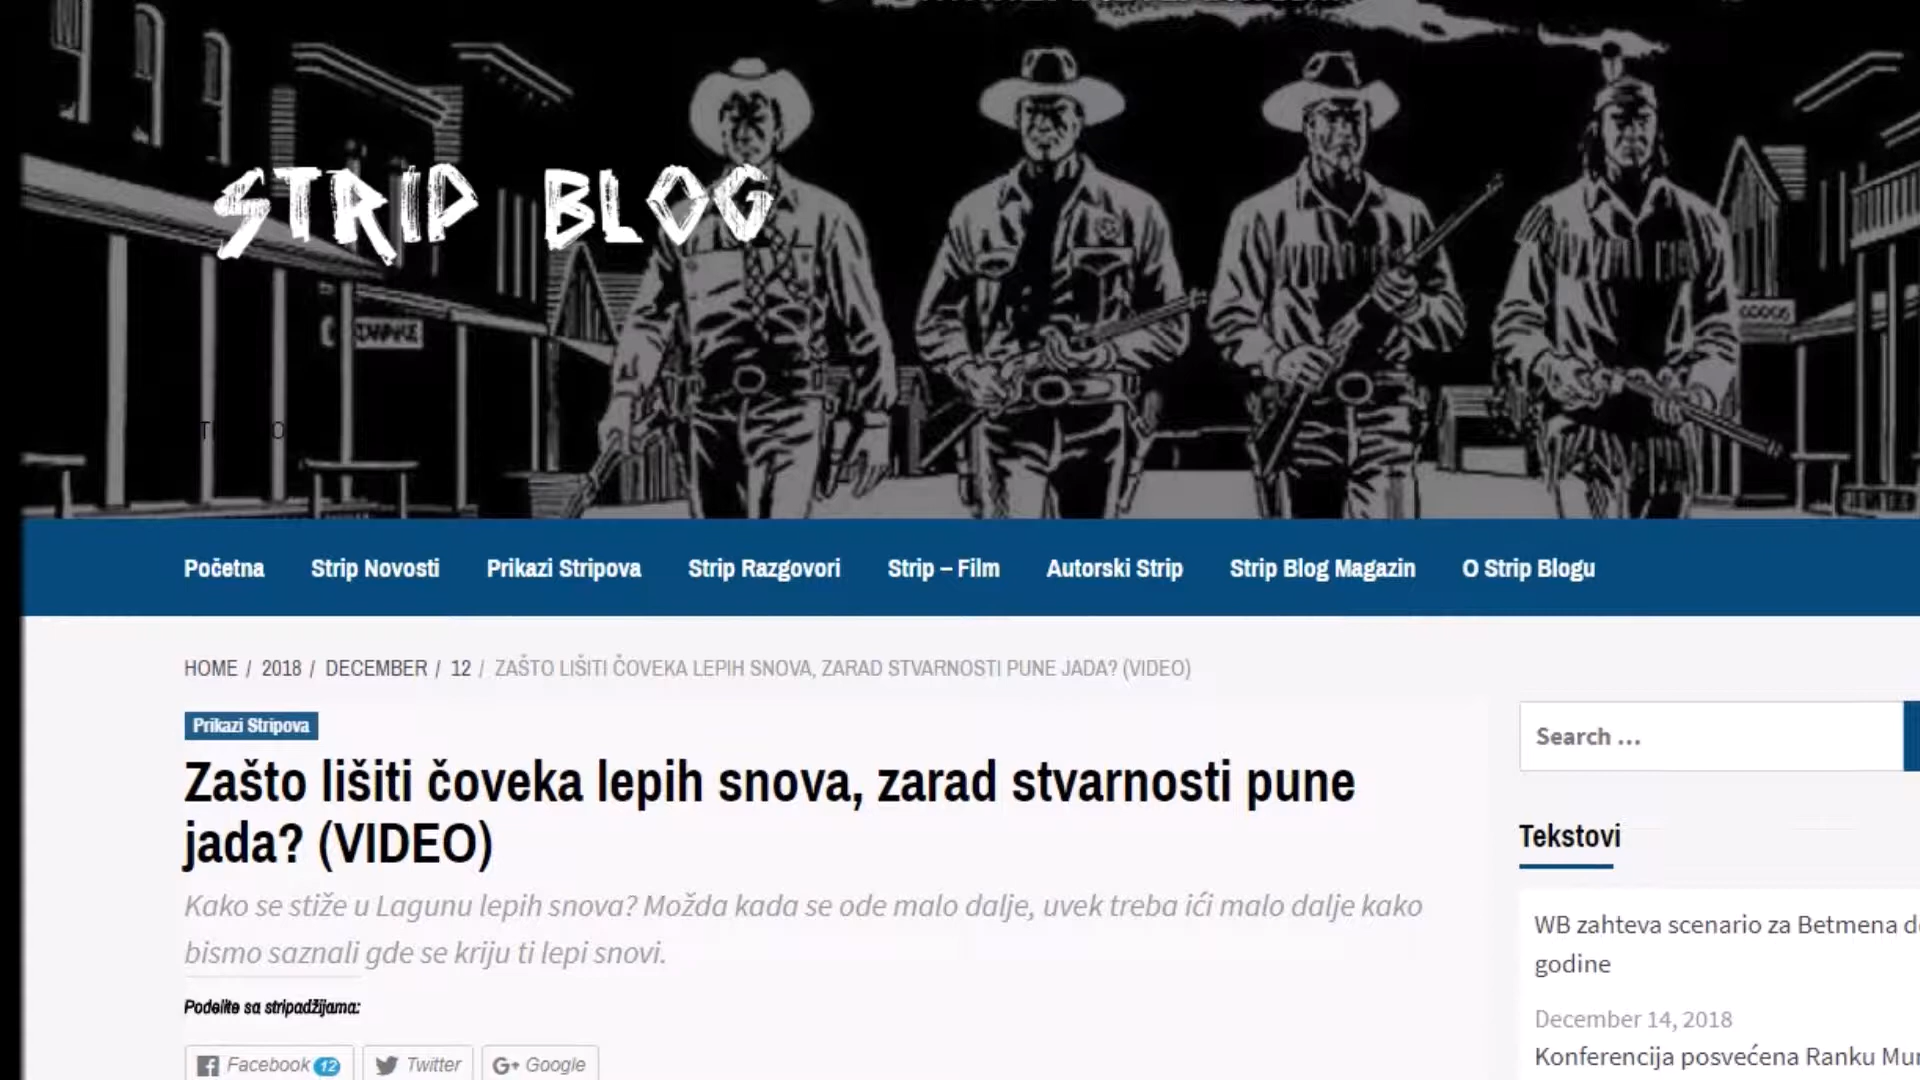 STRIP BLOG
GOODS
Početna Strip Novosti Prikazi Stripova Strip Razgovori Strip – Film Autorski Strip Strip Blog Magazin O Strip Blogu
HOME / 2018 / DECEMBER / 12 / ZAŠTO LIŠITI ČOVEKA LEPIH SNOVA, ZARAD STVARNOSTI PUNE JADA? (VIDEO)
Prikazi Stripova
Zašto lišiti čoveka lepih snova, zarad stvarnosti pune
jada? (VIDEO)
Kako se stiže u Lagunu lepih snova? Možda kada se ode malo dalje, uvek treba ići malo dalje kako
bismo saznali gde se kriju ti lepi snovi.
Podelite sa stripadžijama:
Facebook 12 Twitter G+ Google
Search ...
Tekstovi
WB zahteva scenario za Betmena
godine
December 14, 2018
Konferencija posvećena Ranku